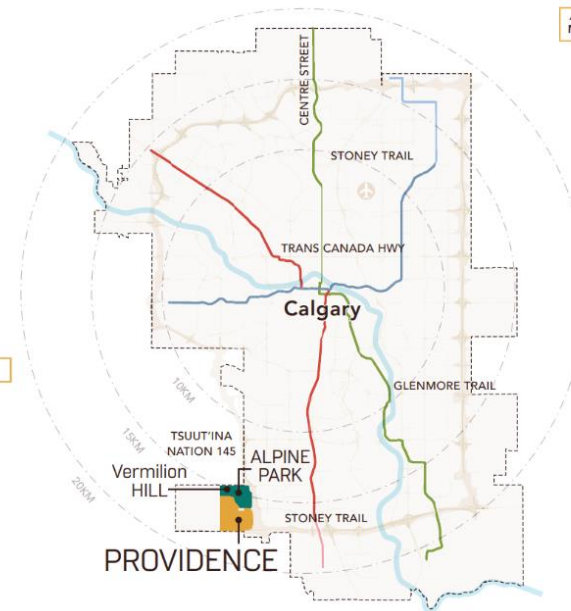 CENTRE STREET
STONEY TRAIL
TRANS CANADA HWY
Calgary
GLENMORE TRAIL
10KM
15KM
20KM
TSUUT'INA
NATION 145
Vermilion
HILL
ALPINE
PARK
STONEY TRAIL
PROVIDENCE